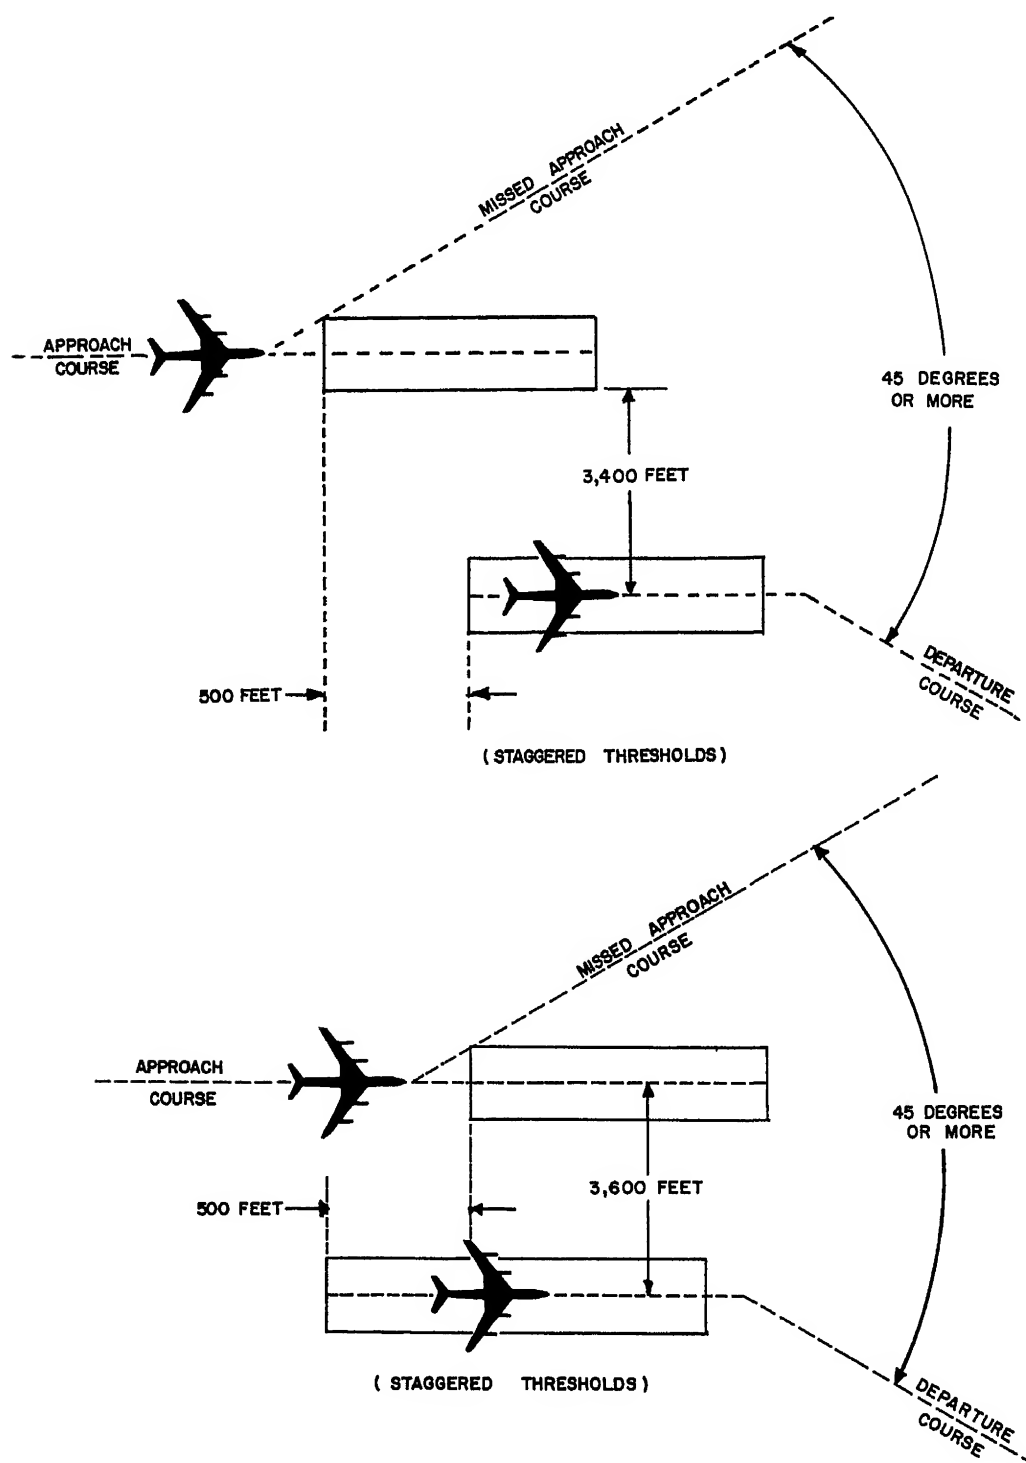 MISSED APPROACH
COURSE
APPROACH
COURSE
45 DEGREES
OR MORE
3,400 FEET
DEPARTURE
COURSE
500 FEET
(STAGGERED THRESHOLDS)
MISSED APPROACH
COURSE
APPROACH
COURSE
45 DEGREES
OR MORE
3,600 FEET
500 FEET
( STAGGERED THRESHOLDS)
DEPARTURE
COURSE